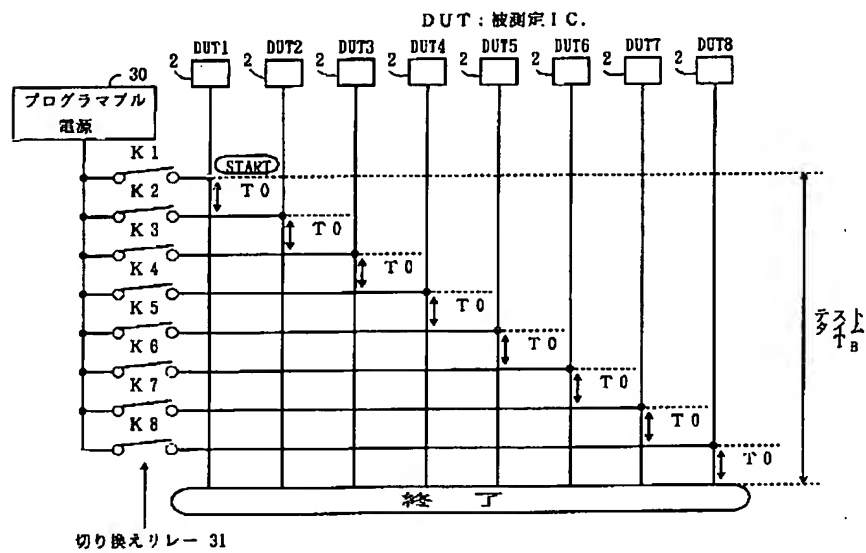 DUT:被測定IC.
DUT1 DUT2 DUT3 DUT4 DUT5 DUT6 DUT7 DUT8
2 2 2 2 2 2 2 2
30
プログラマブル
電源
K1
START
K2
T0
K3
T0
K4
T0
K5
T0
K6
T0
K7
T0
K8
T0
T0
テスト
タイム
TB
終了
切り換えリレー 31